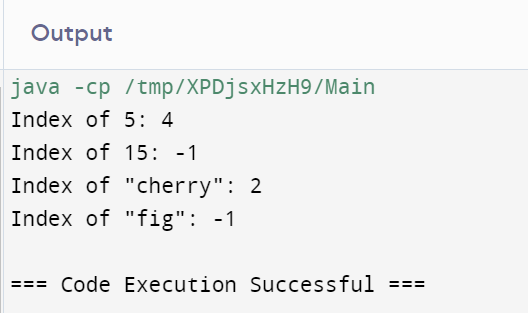 Output
java -cp /tmp/XPDjsxHzH9/Main
Index of 5: 4
Index of 15: -1
Index of "cherry": 2
Index of "fig": -1
=== Code Execution Successful ===